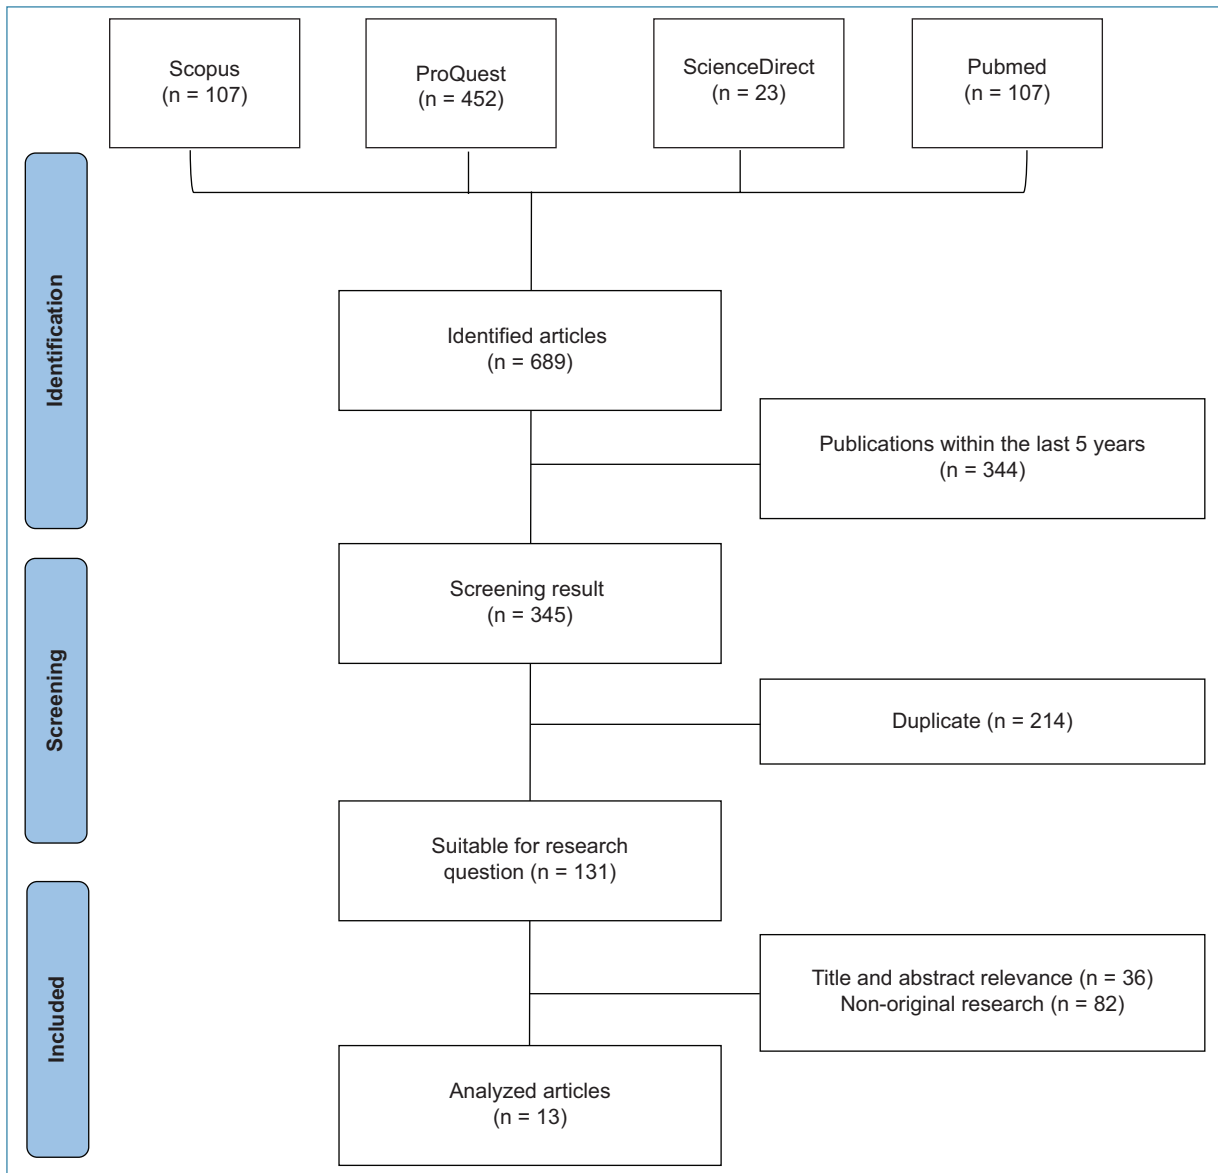 Scopus
(n = 107)
ProQuest
(n = 452)
ScienceDirect
(n = 23)
Pubmed
(n = 107)
Identification
Identified articles
(n = 689)
Publications within the last 5 years
(n = 344)
Screening
Screening result
(n = 345)
Duplicate (n = 214)
Suitable for research
question (n = 131)
Included
Title and abstract relevance (n = 36)
Non-original research (n = 82)
Analyzed articles
(n = 13)